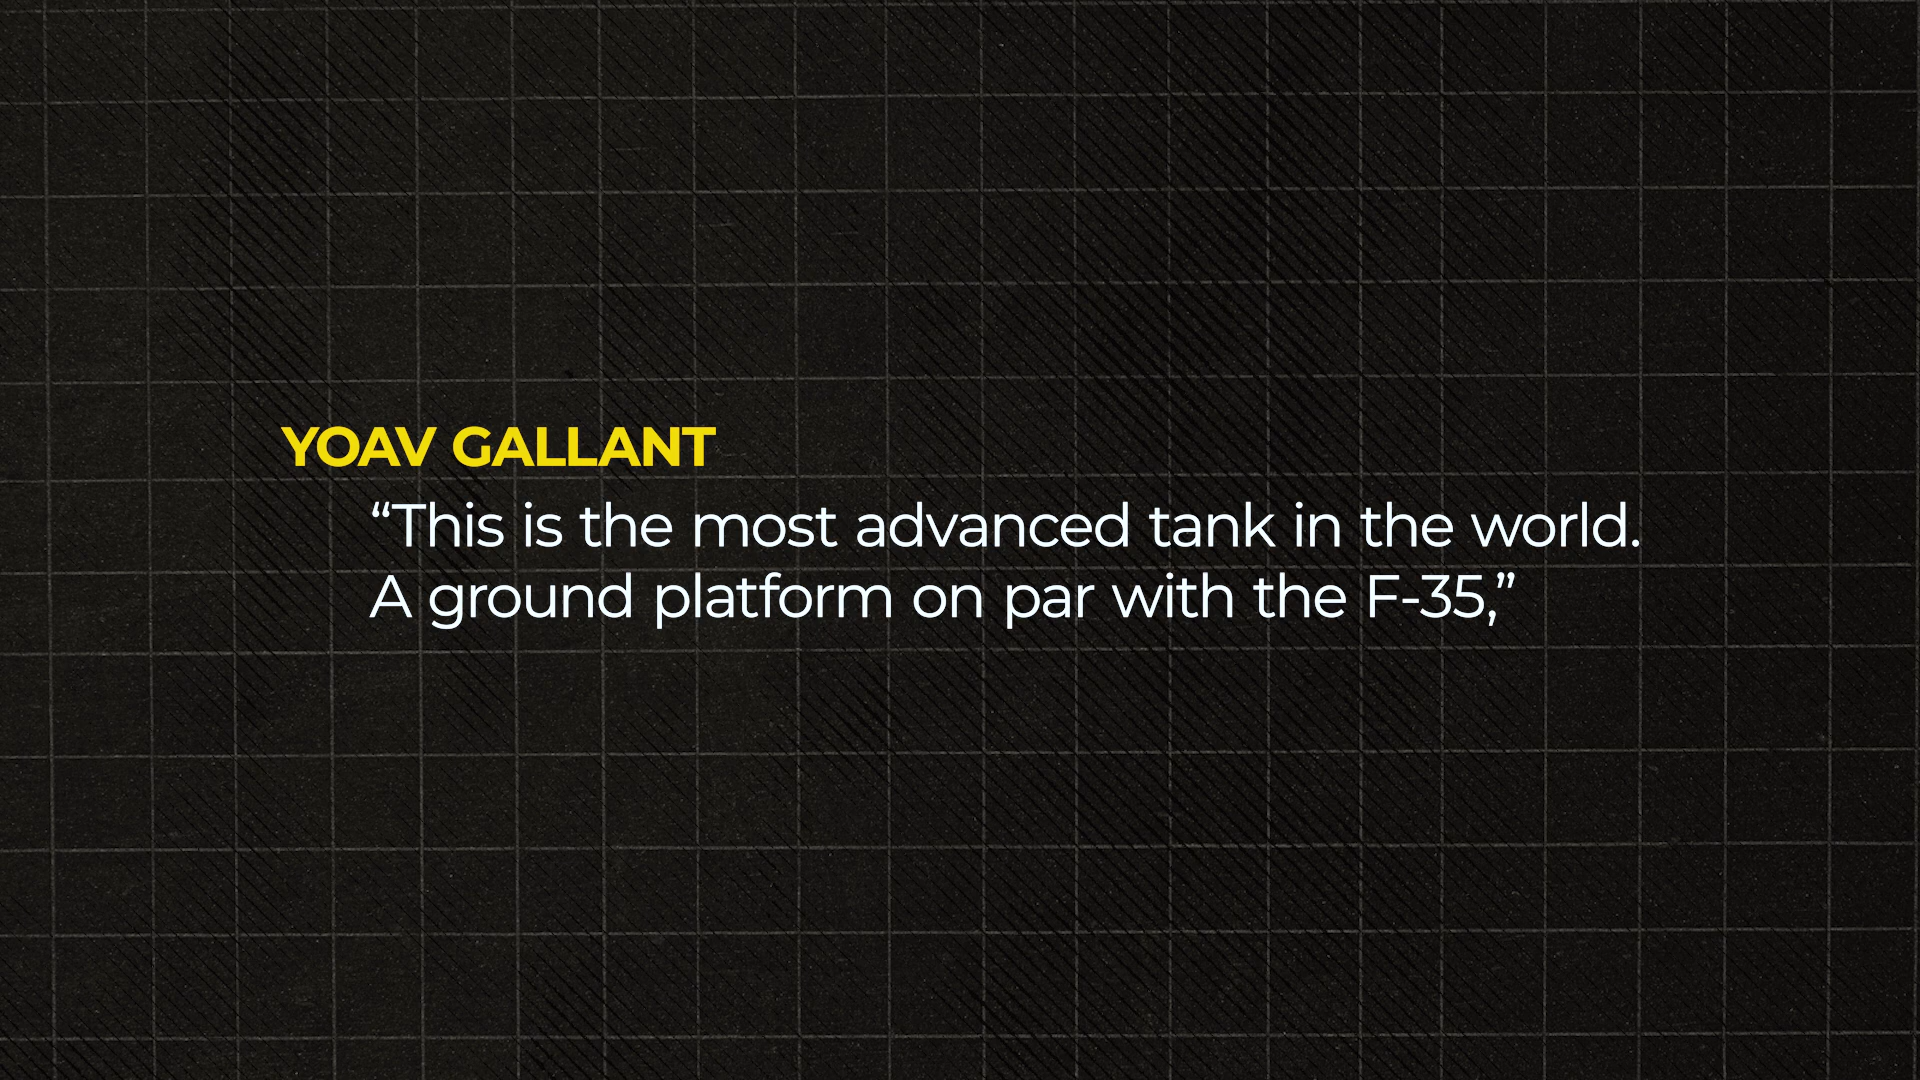 YOAV GALLANT
“This is the most advanced tank in the world.
A ground platform on par with the F-35,”